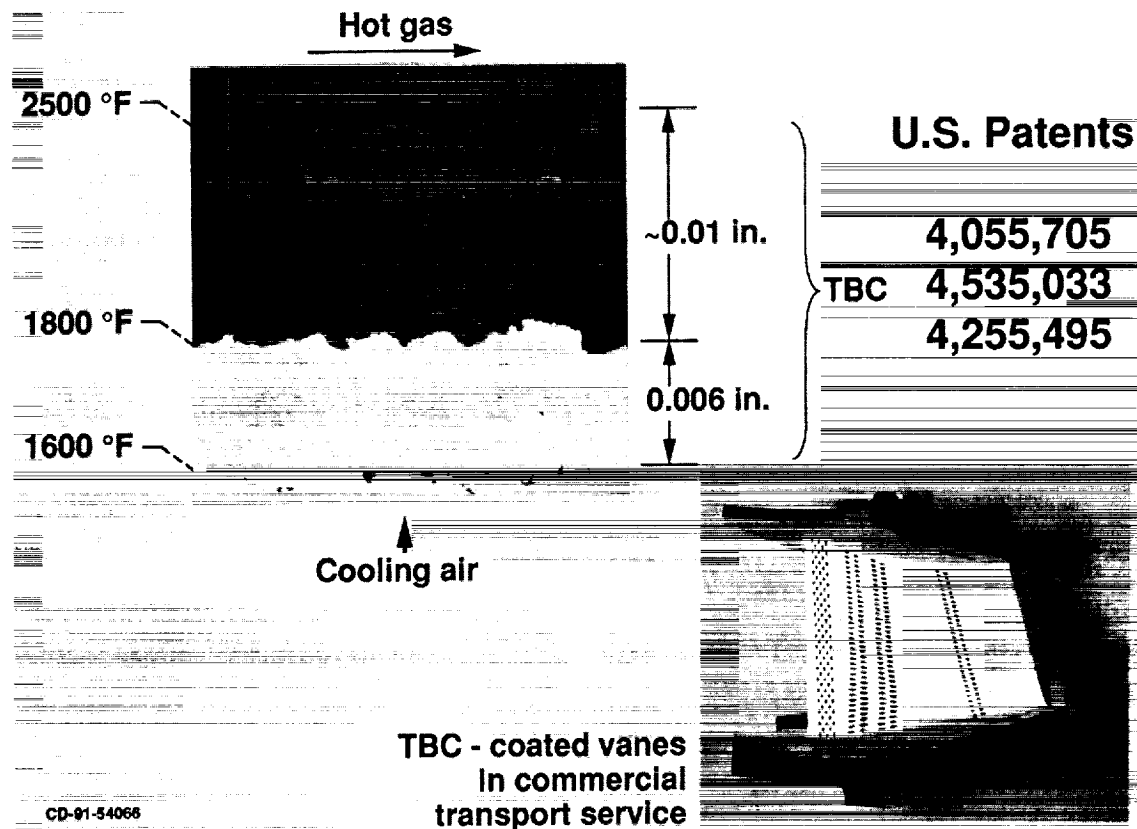 Hot gas
2500 °F
U.S. Patents
~0.01 in.
4,055,705
TBC 4,535,033
1800 °F
4,255,495
0.006 in.
1600 °F
Cooling air
TBC - coated vanes
in commercial
transport service
CD-91-54066